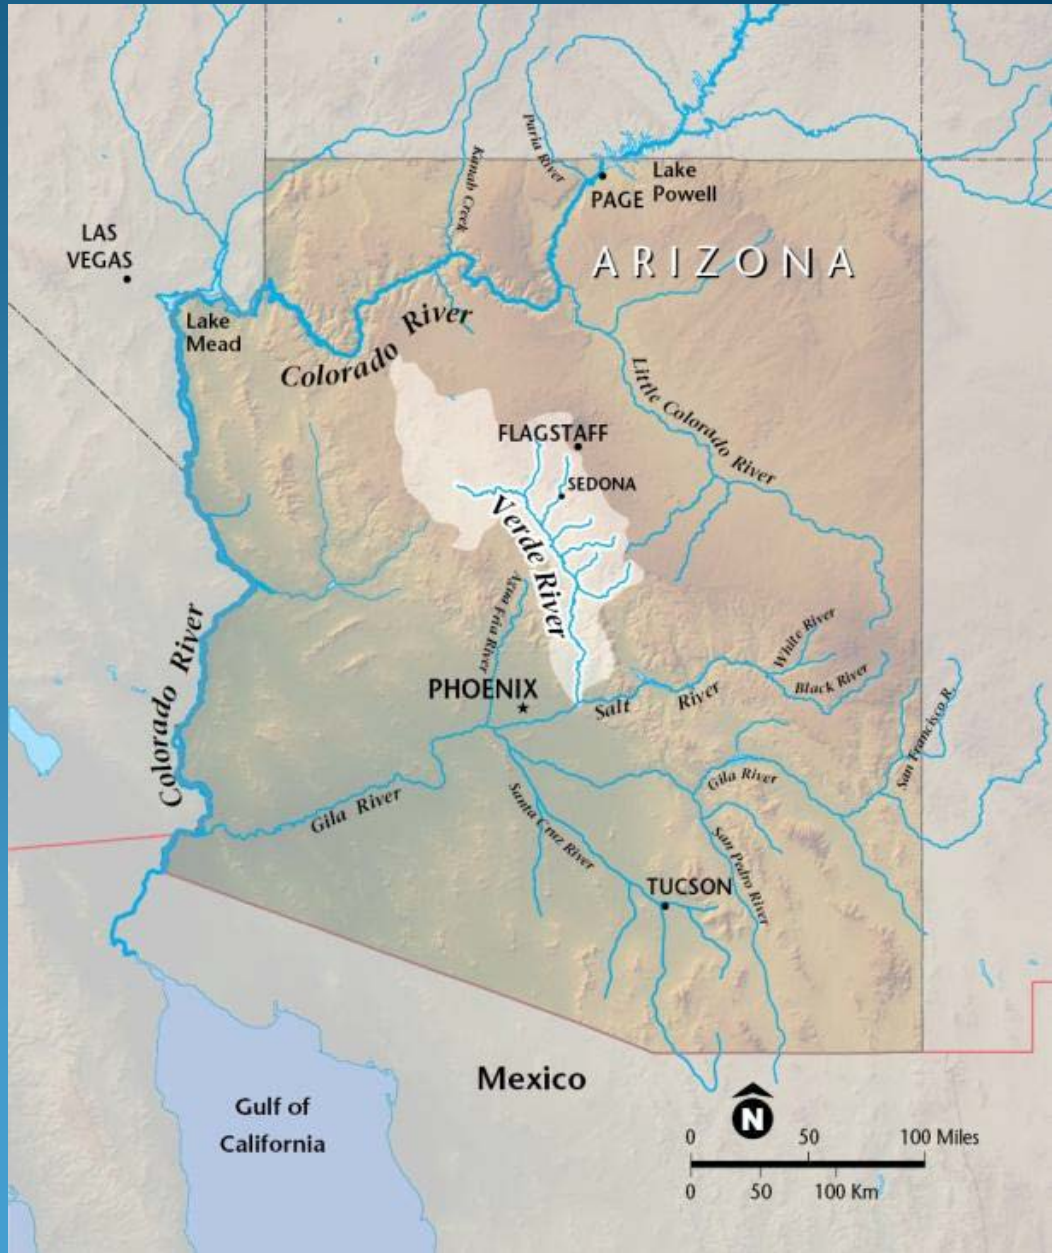 Paria River
Kanab Creek
Lake
Powell
PAGE
LAS
VEGAS
ARIZONA
Lake
Mead
Colorado River
Little Colorado River
FLAGSTAFF
SEDONA
Verde River
Agua Fria River
Colorado River
White River
Black River
PHOENIX
Salt River
San Francisco R.
Gila River
Gila River
Santa Cruz River
San Pedro River
TUCSON
Mexico
Gulf of
California
N
0 50 100 Miles
0 50 100 Km